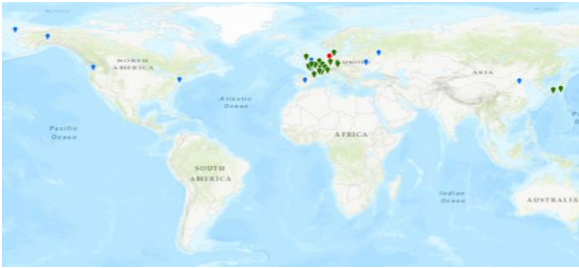 NORTH
AMERICA
ASIA
Atlantic
Ocean
Pacific
Ocean
AFRICA
SOUTH
AMERICA
Indian
Ocean
AUSTRALIA